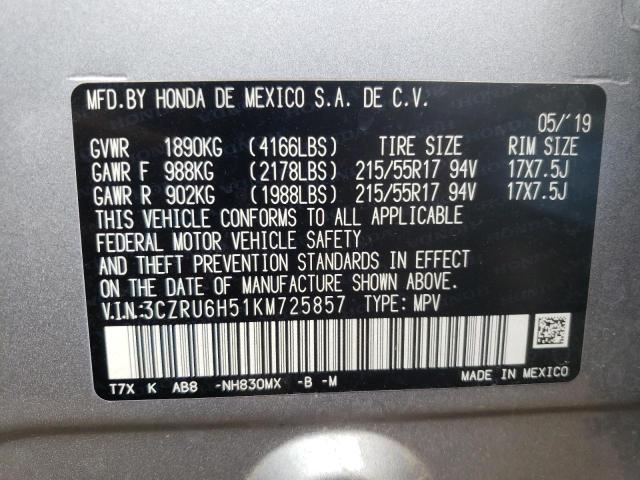 MFD.BY HONDA DE MEXICO S.A. DE C.V.
05/'19
GVWR 1890KG (4166LBS) TIRE SIZE RIM SIZE
GAWR F 988KG (2178LBS) 215/55R17 94V 17X7.5J
GAWR R 902KG (1988LBS) 215/55R17 94V 17X7.5J
THIS VEHICLE CONFORMS TO ALL APPLICABLE
FEDERAL MOTOR VEHICLE SAFETY
AND THEFT PREVENTION STANDARDS IN EFFECT
ON THE DATE OF MANUFACTURE SHOWN ABOVE.
V.I.N:3CZRU6H51KM725857 TYPE: MPV
T7X K AB8 -NH830MX -B -M
MADE IN MEXICO